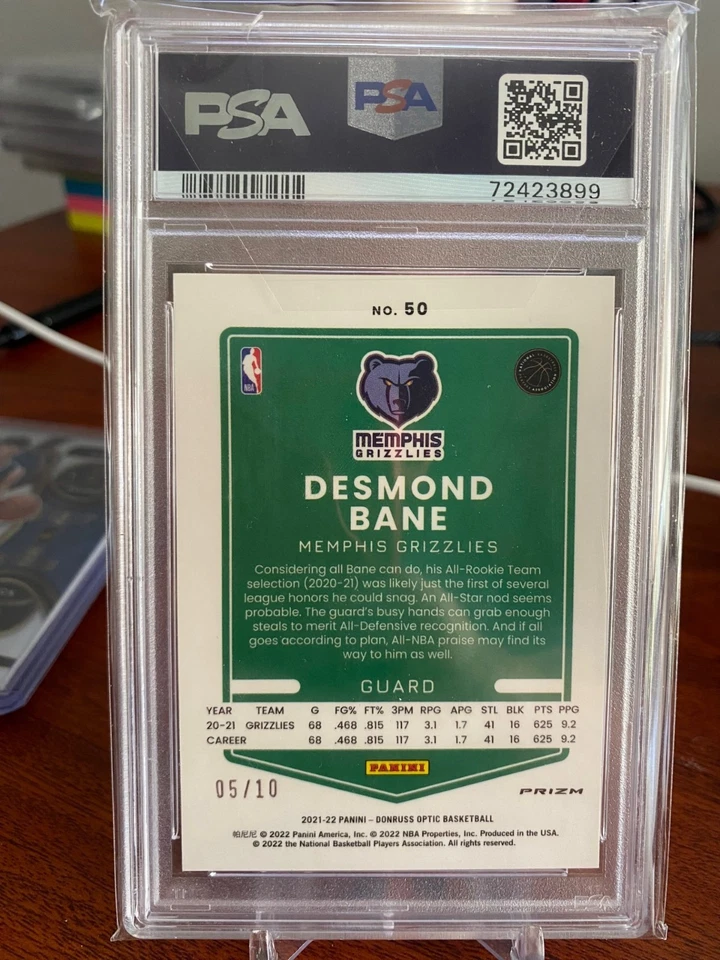 PSA PSA
72423899
NO. 50
NBA
MEMPHIS
GRIZZLIES
DESMOND
BANE
MEMPHIS GRIZZLIES
Considering all Bane can do, his All-Rookie Team
selection (2020-21) was likely just the first of several
league honors he could snag. An All-Star nod seems
probable. The guard's busy hands can grab enough
steals to merit All-Defensive recognition. And if all
goes according to plan, All-NBA praise may find its
way to him as well.
GUARD
YEAR TEAM G FG% FT% 3PM RPG APG STL BLK PTS PPG
20-21 GRIZZLIES 68 .468 .815 117 3.1 1.7 41 16 625 9.2
CAREER 68 .468 .815 117 3.1 1.7 41 16 625 9.2
PANINI
05/10
PRIZM
2021-22 PANINI – DONRUSS OPTIC BASKETBALL
帕尼尼 © 2022 Panini America, Inc. © 2022 NBA Properties, Inc. Produced in the USA.
© 2022 the National Basketball Players Association. All rights reserved.